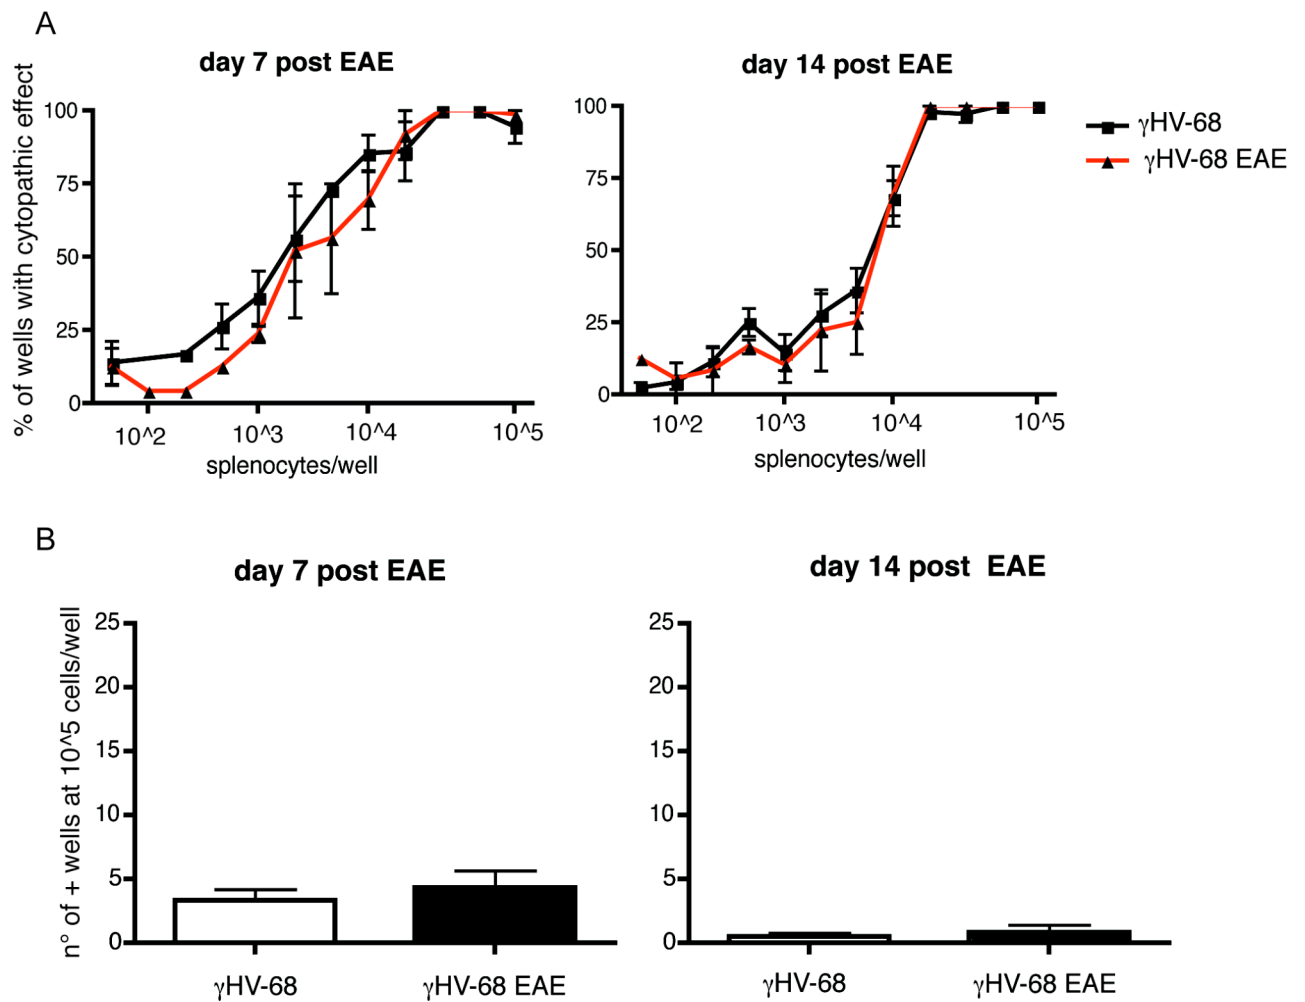 A
day 7 post EAE
day 14 post EAE
% of wells with cytopathic effect
100
75
50
25
0
10^2
10^3
10^4
10^5
splenocytes/well
100
75
50
25
0
10^2
10^3
10^4
10^5
splenocytes/well
γHV-68
γHV-68 EAE
B
day 7 post EAE
day 14 post EAE
n° of + wells at 10^5 cells/well
25
20
15
10
5
0
γHV-68
γHV-68 EAE
25
20
15
10
5
0
γHV-68
γHV-68 EAE